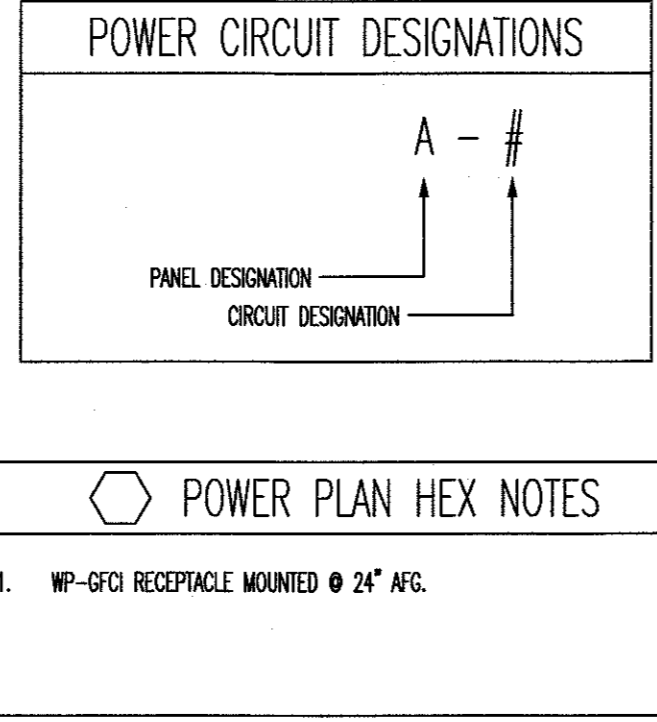 POWER CIRCUIT DESIGNATIONS
A - #
PANEL DESIGNATION
CIRCUIT DESIGNATION
POWER PLAN HEX NOTES
1. WP-GFCI RECEPTACLE MOUNTED @ 24" AFG.